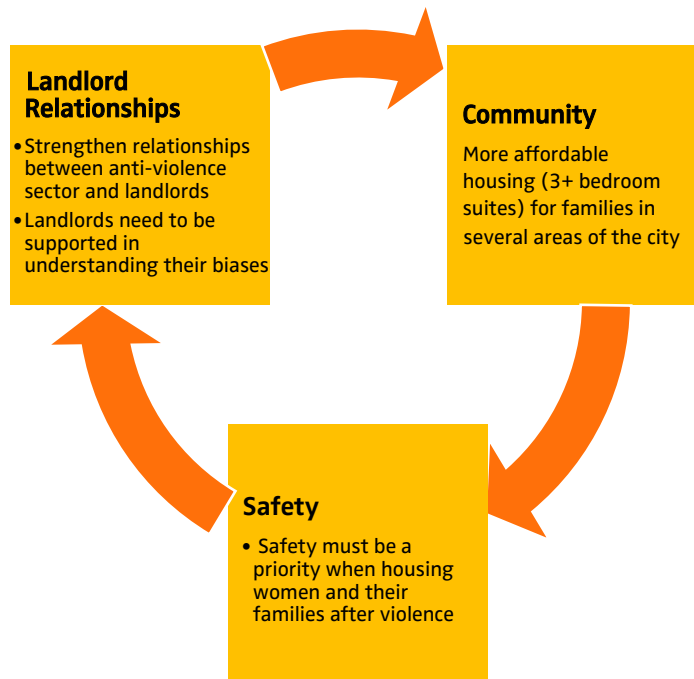 Landlord
Relationships
•Strengthen relationships
between anti-violence
sector and landlords
•Landlords need to be
supported in
understanding their biases
Community
More affordable
housing (3+ bedroom
suites) for families in
several areas of the city
Safety
• Safety must be a
priority when housing
women and their
families after violence